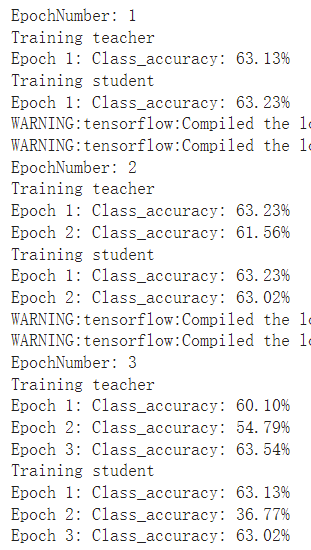 EpochNumber: 1
Training teacher
Epoch 1: Class_accuracy: 63.13%
Training student
Epoch 1: Class_accuracy: 63.23%
WARNING:tensorflow:Compiled the
WARNING:tensorflow:Compiled the
EpochNumber: 2
Training teacher
Epoch 1: Class_accuracy: 63.23%
Epoch 2: Class_accuracy: 61.56%
Training student
Epoch 1: Class_accuracy: 63.23%
Epoch 2: Class_accuracy: 63.02%
WARNING:tensorflow:Compiled the
WARNING:tensorflow:Compiled the
EpochNumber: 3
Training teacher
Epoch 1: Class_accuracy: 60.10%
Epoch 2: Class_accuracy: 54.79%
Epoch 3: Class_accuracy: 63.54%
Training student
Epoch 1: Class_accuracy: 63.13%
Epoch 2: Class_accuracy: 36.77%
Epoch 3: Class_accuracy: 63.02%